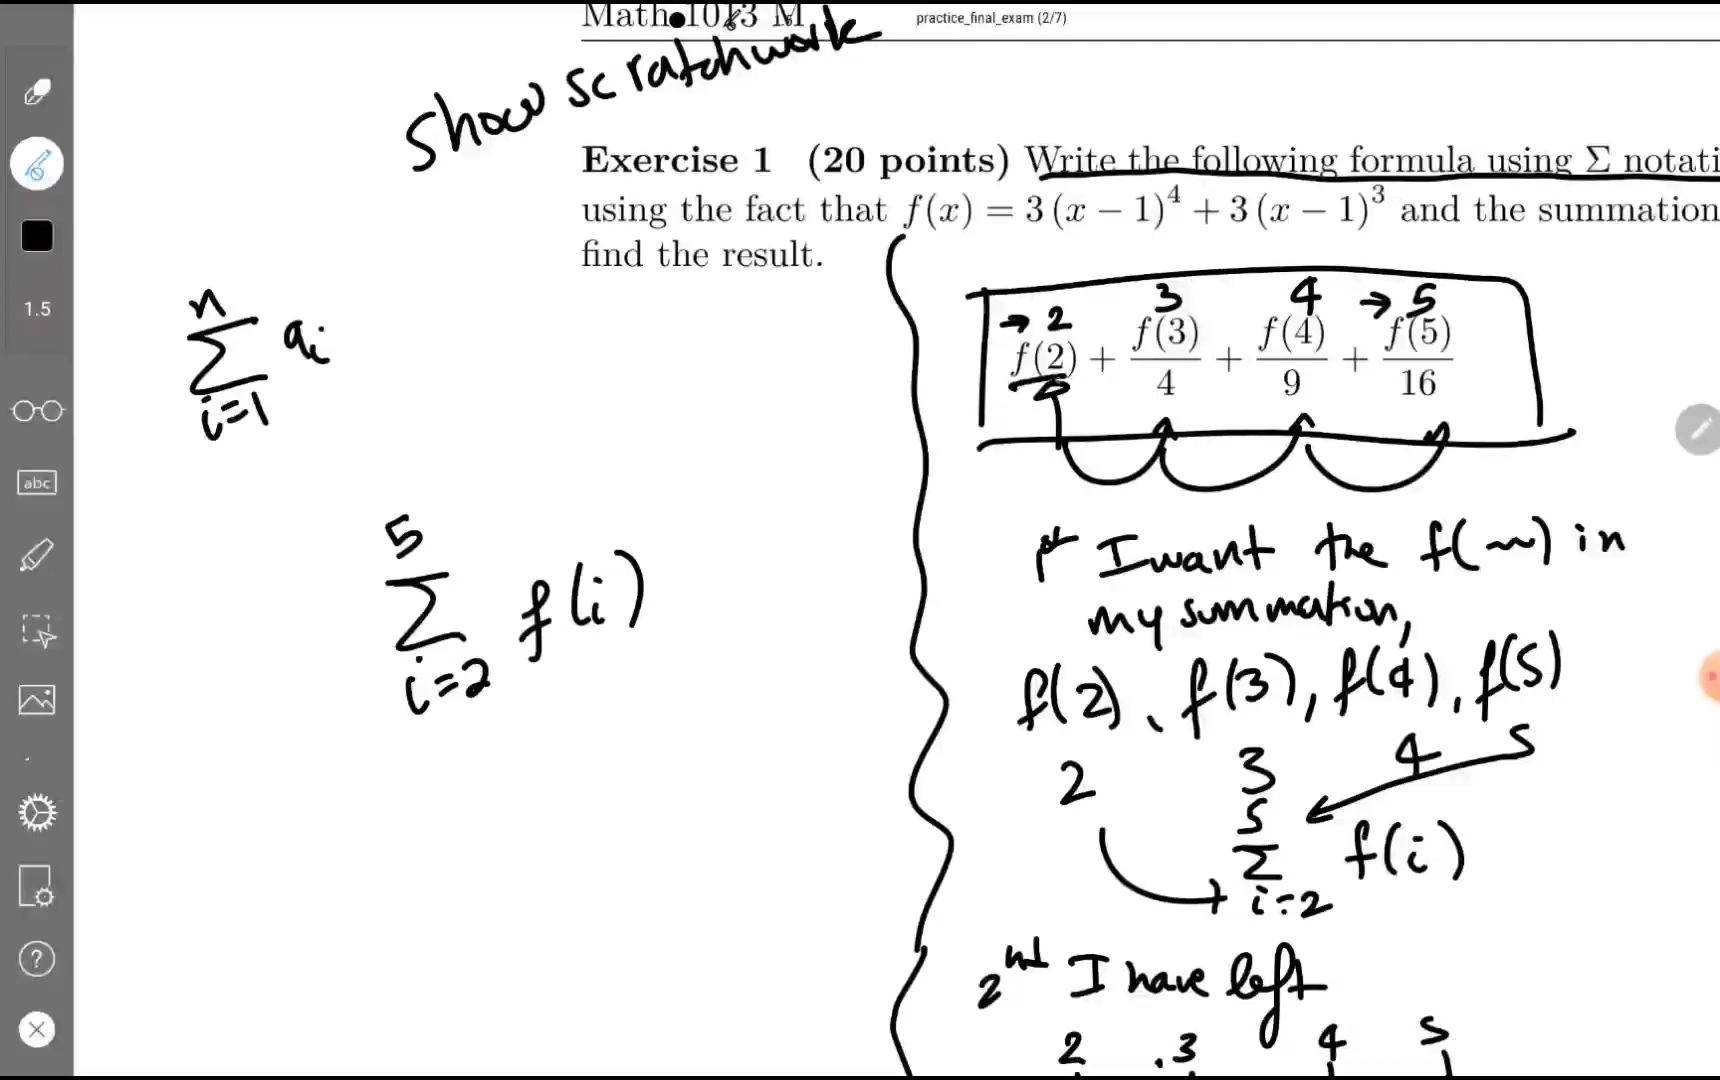 Math 1013 M
practice_final_exam (2/7)
show scratchwork
Exercise 1 (20 points) Write the following formula using Σ notati
using the fact that f(x) = 3 (x − 1)^4 + 3 (x − 1)^3 and the summation
find the result.
→ 2 3 4 → 5
f(2) + f(3)/4 + f(4)/9 + f(5)/16
n
Σ a_i
i=1
1st I want the f(~) in
my summation,
f(2), f(3), f(4), f(5)
2 3 4 5
5
Σ f(i)
i=2
5
Σ f(i)
i=2
2nd I have left
2 . 3 4 5
1.5
abc
?